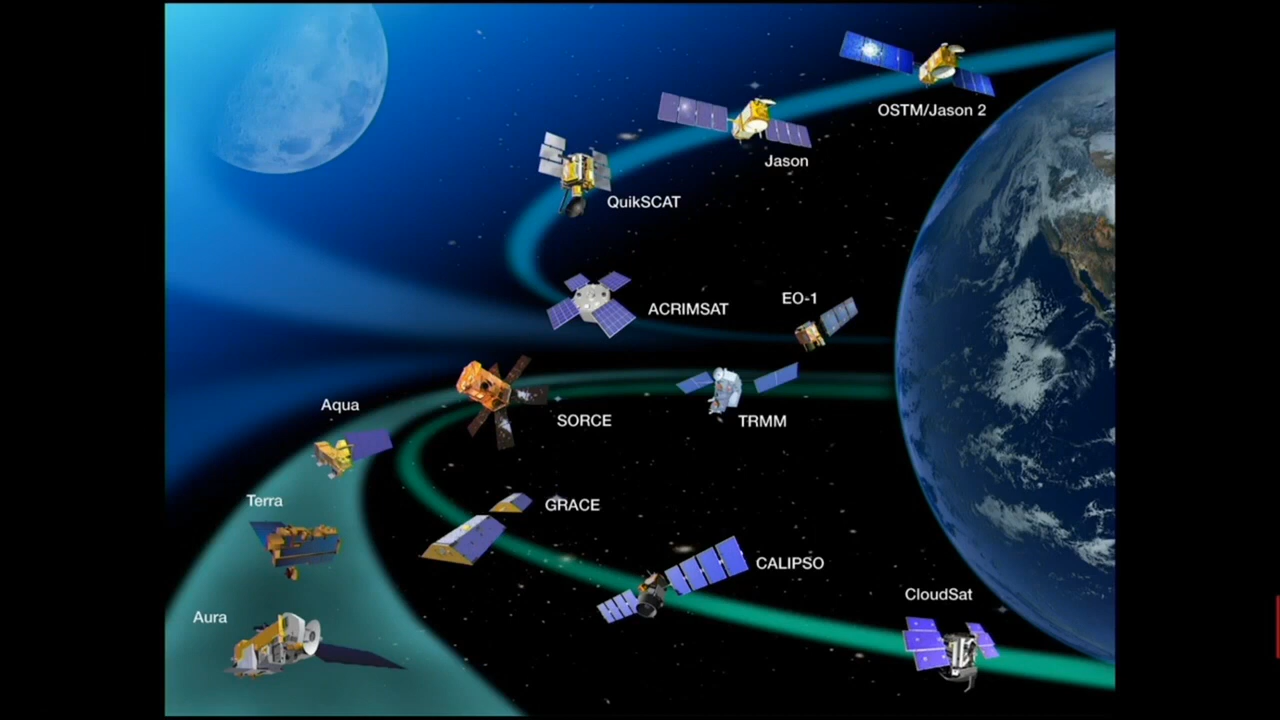 OSTM/Jason 2
Jason
QuikSCAT
ACRIMSAT
EO-1
SORCE
TRMM
Aqua
Terra
GRACE
CALIPSO
CloudSat
Aura